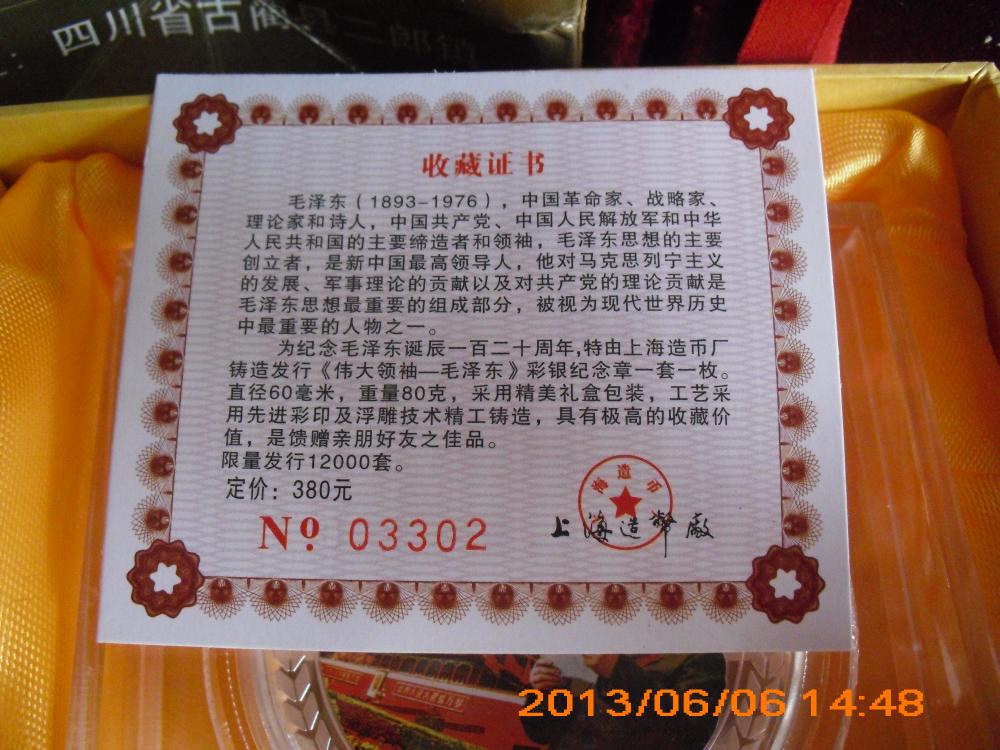 四川省古蔺县二郎镇
收藏证书
毛泽东（1893-1976），中国革命家、战略家、
理论家和诗人，中国共产党、中国人民解放军和中华
人民共和国的主要缔造者和领袖，毛泽东思想的主要
创立者，是新中国最高领导人，他对马克思列宁主义
的发展、军事理论的贡献以及对共产党的理论贡献是
毛泽东思想最重要的组成部分，被视为现代世界历史
中最重要的人物之一。
为纪念毛泽东诞辰一百二十周年,特由上海造币厂
铸造发行《伟大领袖—毛泽东》彩银纪念章一套一枚。
直径60毫米，重量80克，采用精美礼盒包装，工艺采
用先进彩印及浮雕技术精工铸造，具有极高的收藏价
值，是馈赠亲朋好友之佳品。
限量发行12000套。
定价：380元
海造币
上海造幣廠
Nº 03302
2013/06/06 14:48